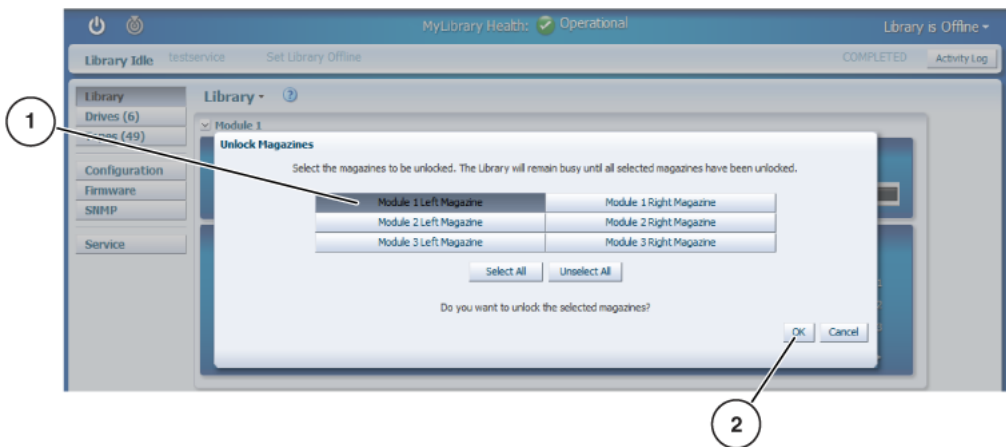 MyLibrary Health: Operational
Library is Offline
Library Idle testservice Set Library Offline COMPLETED Activity Log
Library
Drives (6)
(49)
Configuration
Firmware
SNMP
Service
Library
Module 1
1
Unlock Magazines
Select the magazines to be unlocked. The Library will remain busy until all selected magazines have been unlocked.
Module 1 Left Magazine Module 1 Right Magazine
Module 2 Left Magazine Module 2 Right Magazine
Module 3 Left Magazine Module 3 Right Magazine
Select All Unselect All
Do you want to unlock the selected magazines?
OK Cancel
2